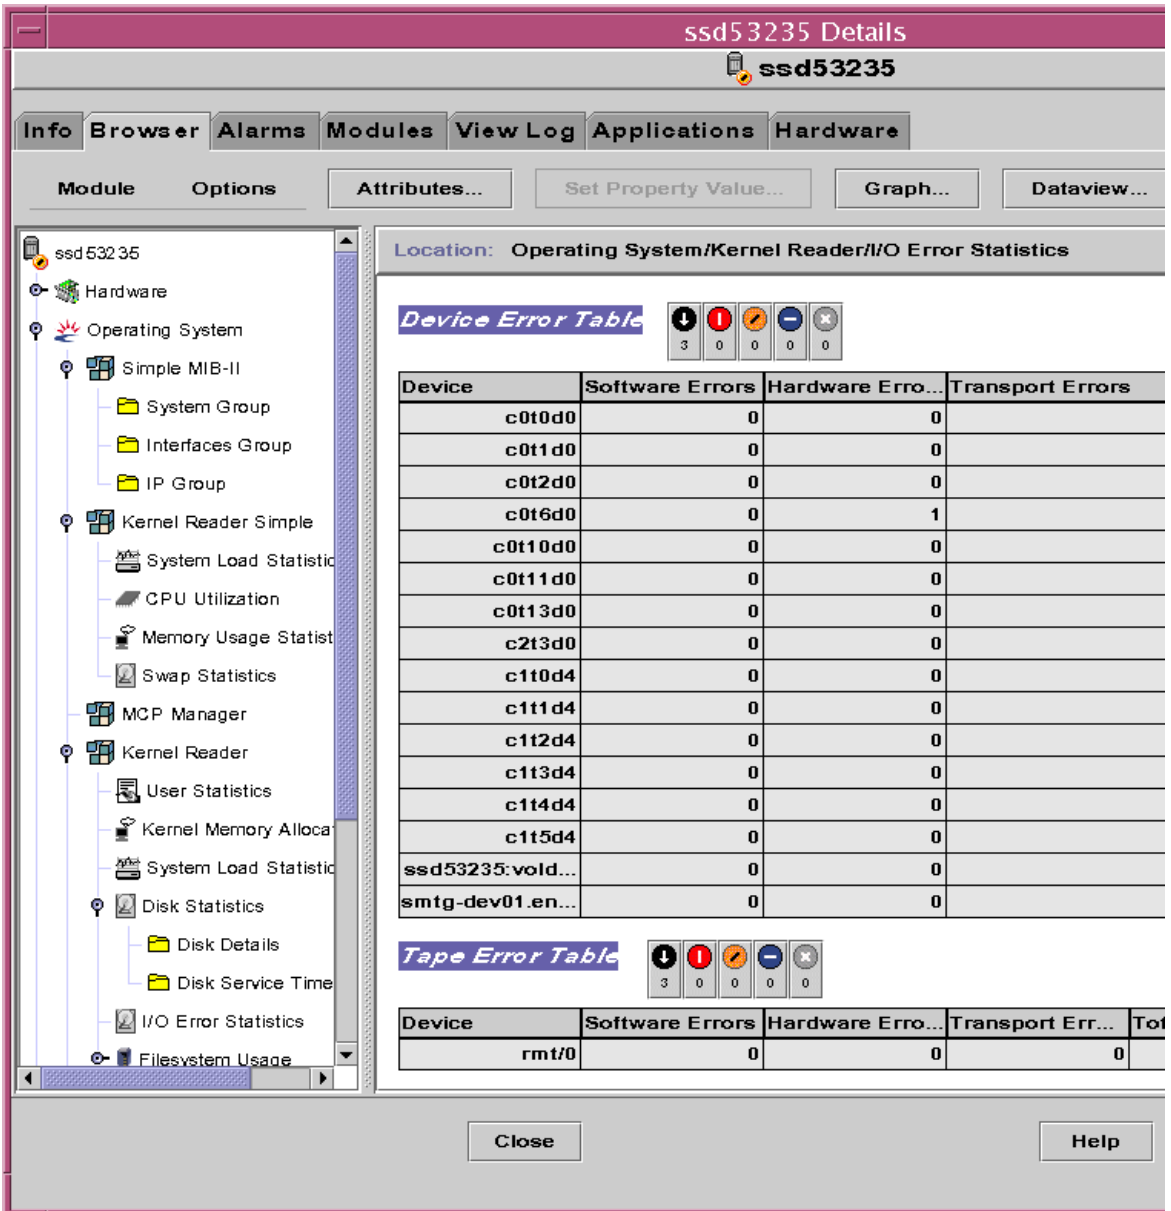 ssd53235 Details
ssd53235
Info Browser Alarms Modules View Log Applications Hardware
Module Options Attributes... Set Property Value... Graph... Dataview...
ssd53235
Hardware
Operating System
Simple MIB-II
System Group
Interfaces Group
IP Group
Kernel Reader Simple
System Load Statistic
CPU Utilization
Memory Usage Statist
Swap Statistics
MCP Manager
Kernel Reader
User Statistics
Kernel Memory Alloca
System Load Statistic
Disk Statistics
Disk Details
Disk Service Time
I/O Error Statistics
Filesystem Usage
Location: Operating System/Kernel Reader/I/O Error Statistics
Device Error Table
3 0 0 0 0
Device Software Errors Hardware Erro... Transport Errors
c0t0d0 0 0
c0t1d0 0 0
c0t2d0 0 0
c0t6d0 0 1
c0t10d0 0 0
c0t11d0 0 0
c0t13d0 0 0
c2t3d0 0 0
c1t0d4 0 0
c1t1d4 0 0
c1t2d4 0 0
c1t3d4 0 0
c1t4d4 0 0
c1t5d4 0 0
ssd53235:vold... 0 0
smtg-dev01.en... 0 0
Tape Error Table
3 0 0 0 0
Device Software Errors Hardware Erro... Transport Err... Tot
rmt/0 0 0 0
Close Help